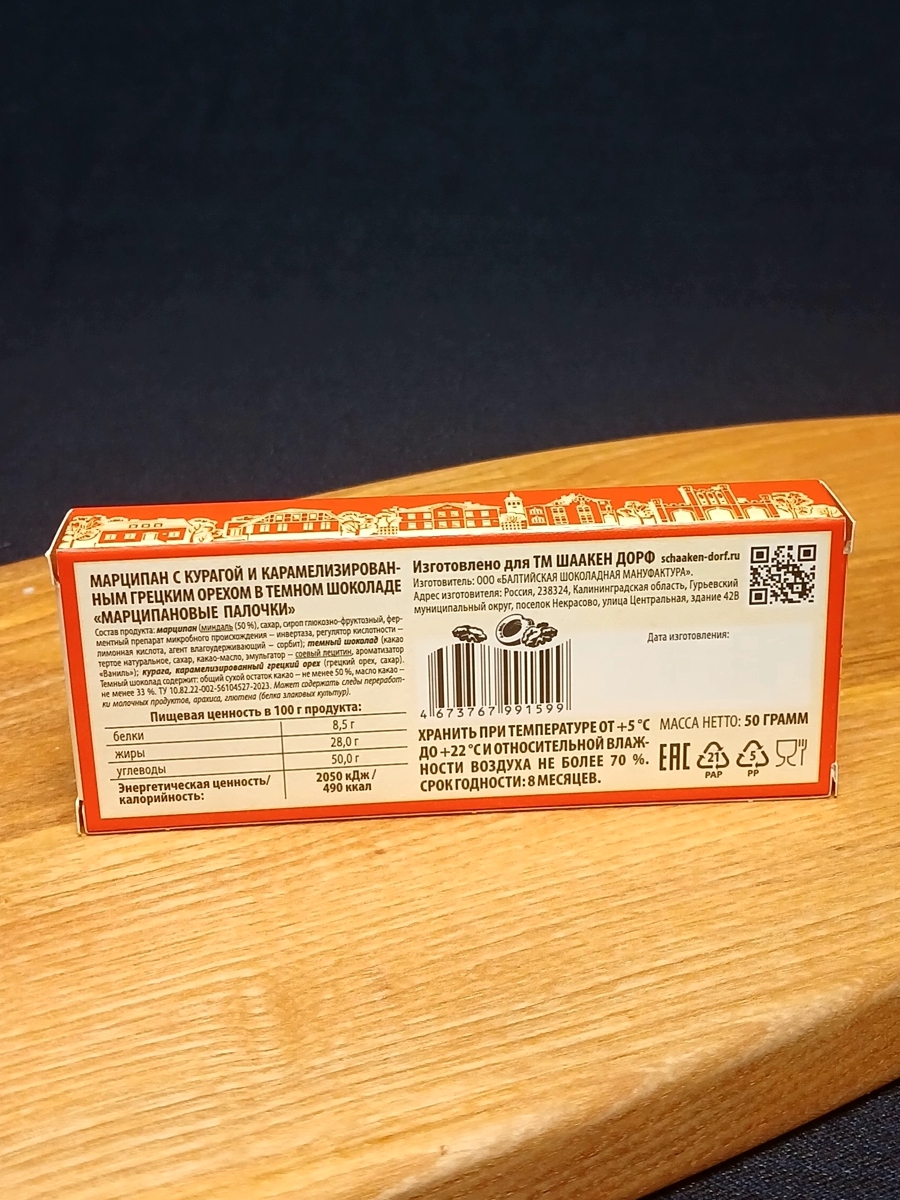 МАРЦИПАН С КУРАГОЙ И КАРАМЕЛИЗИРОВАН-
НЫМ ГРЕЦКИМ ОРЕХОМ В ТЕМНОМ ШОКОЛАДЕ
«МАРЦИПАНОВЫЕ ПАЛОЧКИ»
Состав продукта: марципан (миндаль (50 %), сахар, сироп глюкозно-фруктозный, фер-
ментный препарат микробного происхождения – инвертаза, регулятор кислотности –
лимонная кислота, агент влагоудерживающий – сорбит); темный шоколад (какао
тертое натуральное, сахар, какао-масло, эмульгатор – соевый лецитин, ароматизатор
«Ваниль»); курага, карамелизированный грецкий орех (грецкий орех, сахар).
Темный шоколад содержит: общий сухой остаток какао – не менее 50 %, масло какао –
не менее 33 %. ТУ 10.82.22-002-56104527-2023. Может содержать следы переработ-
ки молочных продуктов, арахиса, глютена (белка злаковых культур).
Пищевая ценность в 100 г продукта:
белки 8,5 г
жиры 28,0 г
углеводы 50,0 г
Энергетическая ценность/ 2050 кДж /
калорийность: 490 ккал
Изготовлено для ТМ ШААКЕН ДОРФ schaaken-dorf.ru
Изготовитель: ООО «БАЛТИЙСКАЯ ШОКОЛАДНАЯ МАНУФАКТУРА».
Адрес изготовителя: Россия, 238324, Калининградская область, Гурьевский
муниципальный округ, поселок Некрасово, улица Центральная, здание 42В
Дата изготовления:
4 673767 991599
ХРАНИТЬ ПРИ ТЕМПЕРАТУРЕ ОТ +5 °С
ДО +22 °С И ОТНОСИТЕЛЬНОЙ ВЛАЖ-
НОСТИ ВОЗДУХА НЕ БОЛЕЕ 70 %.
СРОК ГОДНОСТИ: 8 МЕСЯЦЕВ.
МАССА НЕТТО: 50 ГРАММ
EAC 21 5
PAP PP